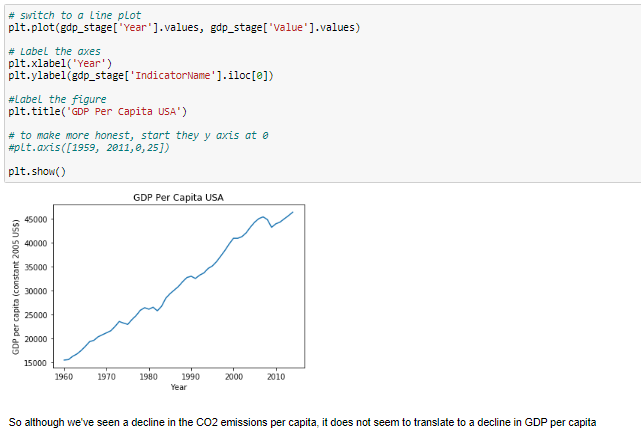 # switch to a line plot
plt.plot(gdp_stage['Year'].values, gdp_stage['Value'].values)
# Label the axes
plt.xlabel('Year')
plt.ylabel(gdp_stage['IndicatorName'].iloc[0])
#label the figure
plt.title('GDP Per Capita USA')
# to make more honest, start they y axis at 0
#plt.axis([1959, 2011,0,25])
plt.show()
GDP Per Capita USA
GDP per capita (constant 2005 US$)
45000
40000
35000
30000
25000
20000
15000
1960 1970 1980 1990 2000 2010
Year
So although we've seen a decline in the CO2 emissions per capita, it does not seem to translate to a decline in GDP per capita